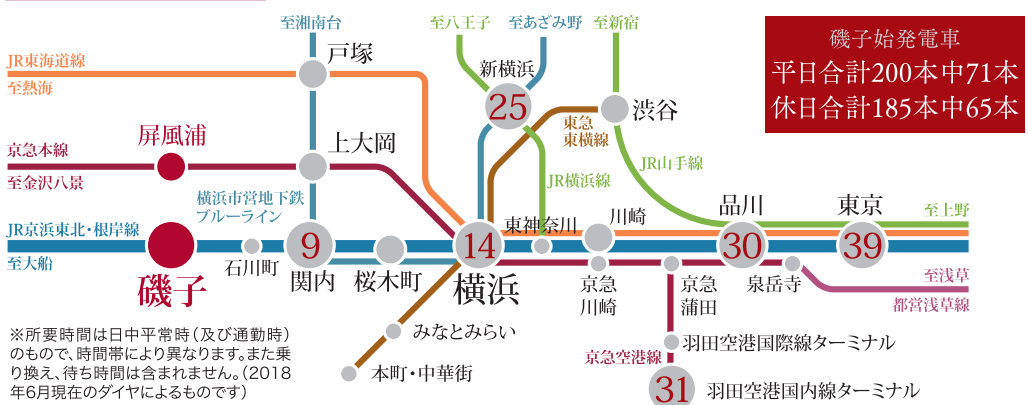 至湘南台
至八王子
至あざみ野
至新宿
磯子始発電車
平日合計200本中71本
休日合計185本中65本
JR東海道線
至熱海
戸塚
新横浜
25
渋谷
東急
東横線
屏風浦
上大岡
京急本線
至金沢八景
JR横浜線
JR山手線
横浜市営地下鉄
ブルーライン
JR京浜東北・根岸線
至大船
磯子
石川町
9
関内
桜木町
14
横浜
東神奈川
川崎
品川
30
東京
39
至上野
京急
川崎
京急
蒲田
泉岳寺
至浅草
都営浅草線
みなとみらい
本町・中華街
京急空港線
羽田空港国際線ターミナル
31
羽田空港国内線ターミナル
※所要時間は日中平常時(及び通勤時)
のもので、時間帯により異なります。また乗
り換え、待ち時間は含まれません。(2018
年6月現在のダイヤによるものです)